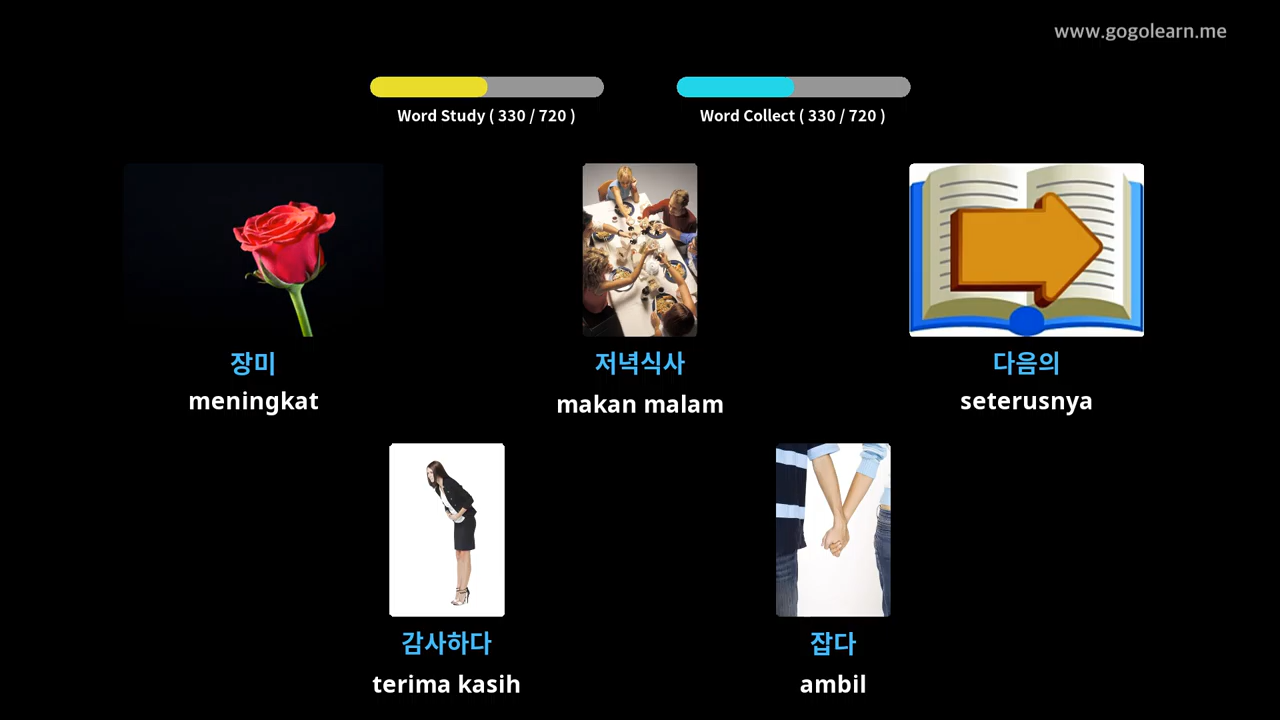 www.gogolearn.me
Word Study ( 330 / 720 )
Word Collect ( 330 / 720 )
장미
meningkat
저녁식사
makan malam
다음의
seterusnya
감사하다
terima kasih
잡다
ambil